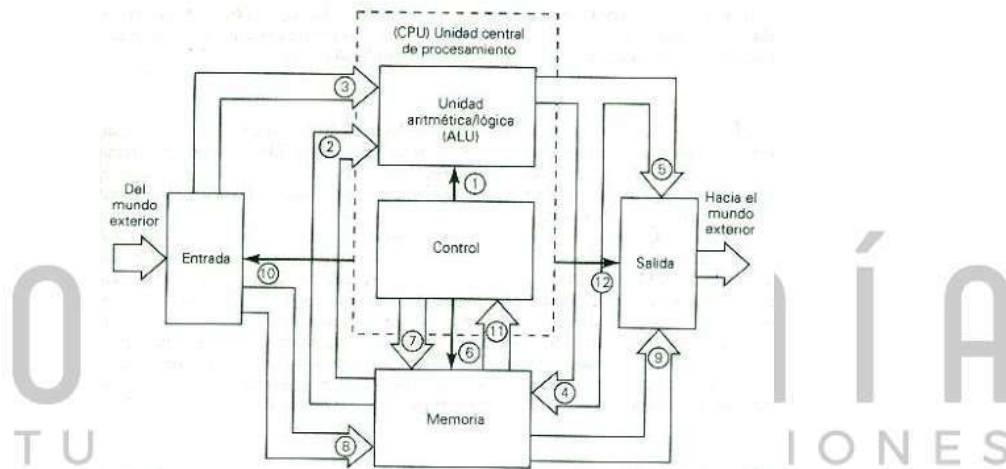 (CPU) Unidad central
de procesamiento
3
Unidad
aritmética/lógica
(ALU)
2
5
1
Del
mundo
exterior
Hacia el
mundo
exterior
Entrada
Control
Salida
10
12
7
6
11
9
4
Memoria
8
TU
IONES